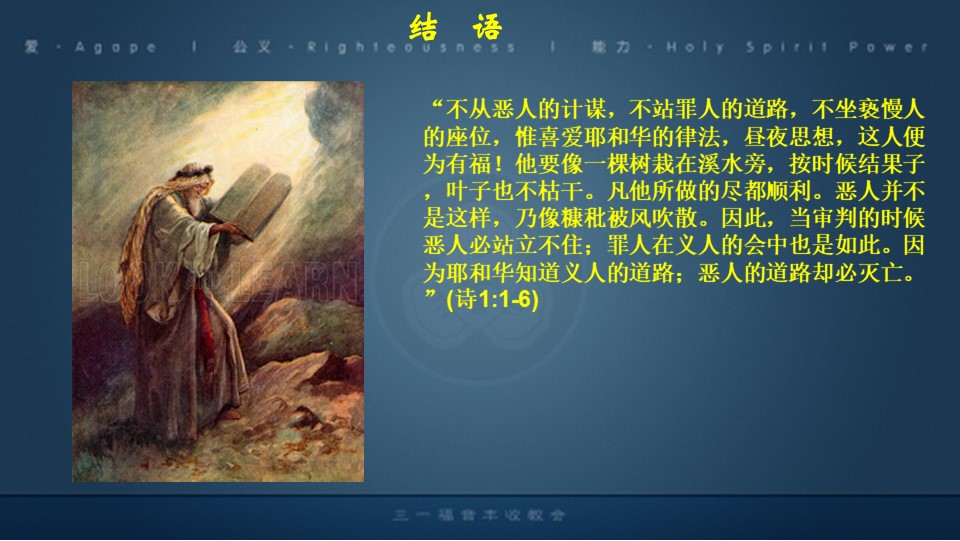 结 语
爱 · Agape | 公义 · Righteousness | 能力 · Holy Spirit Power
“不从恶人的计谋，不站罪人的道路，不坐亵慢人
的座位，惟喜爱耶和华的律法，昼夜思想，这人便
为有福！他要像一棵树栽在溪水旁，按时候结果子
，叶子也不枯干。凡他所做的尽都顺利。恶人并不
是这样，乃像糠秕被风吹散。因此，当审判的时候
恶人必站立不住；罪人在义人的会中也是如此。因
为耶和华知道义人的道路；恶人的道路却必灭亡。
”(诗1:1-6)
LOOK AND LEARN
三一福音丰收教会